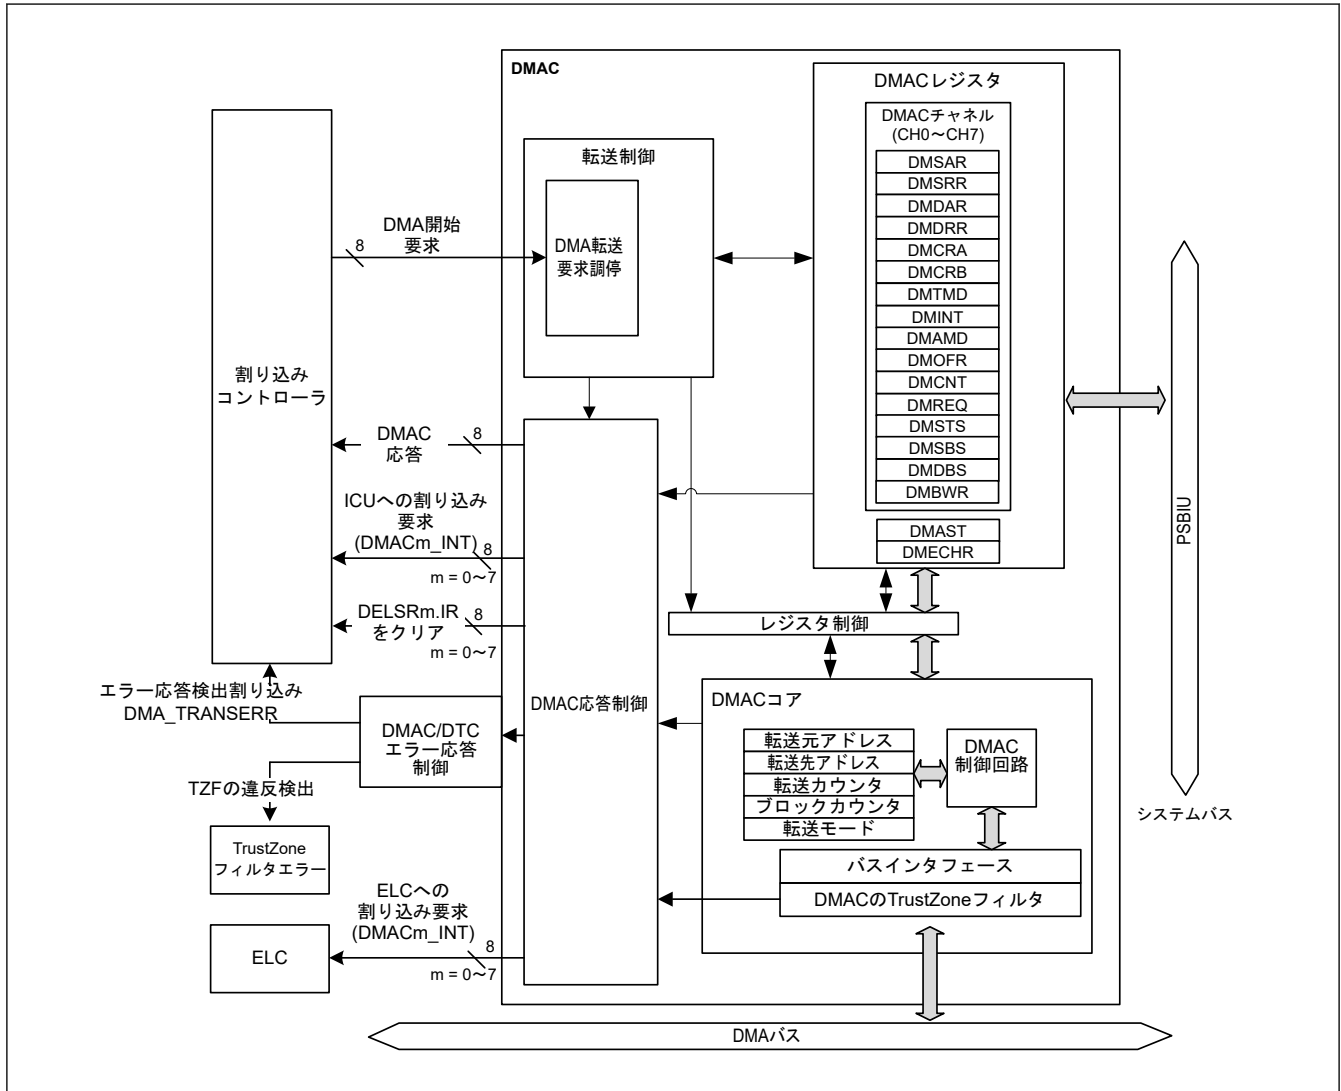 DMAC
DMACレジスタ
DMACチャネル
(CH0～CH7)
DMSAR
DMSRR
DMDAR
DMDRR
DMCRA
DMCRB
DMTMD
DMINT
DMAMD
DMOFR
DMCNT
DMREQ
DMSTS
DMSBS
DMDBS
DMBWR
DMAST
DMECHR
転送制御
DMA転送
要求調停
DMA開始
要求
8
割り込み
コントローラ
DMAC
応答
8
ICUへの割り込み
要求
(DMACm_INT)
8
m = 0～7
DELSRm.IR
をクリア
8
m = 0～7
エラー応答検出割り込み
DMA_TRANSERR
DMAC/DTC
エラー応答
制御
TZFの違反検出
TrustZone
フィルタエラー
ELCへの
割り込み要求
(DMACm_INT)
8
m = 0～7
ELC
DMAC応答制御
レジスタ制御
DMACコア
転送元アドレス
転送先アドレス
転送カウンタ
ブロックカウンタ
転送モード
DMAC
制御回路
バスインタフェース
DMACのTrustZoneフィルタ
PSBIU
システムバス
DMAバス